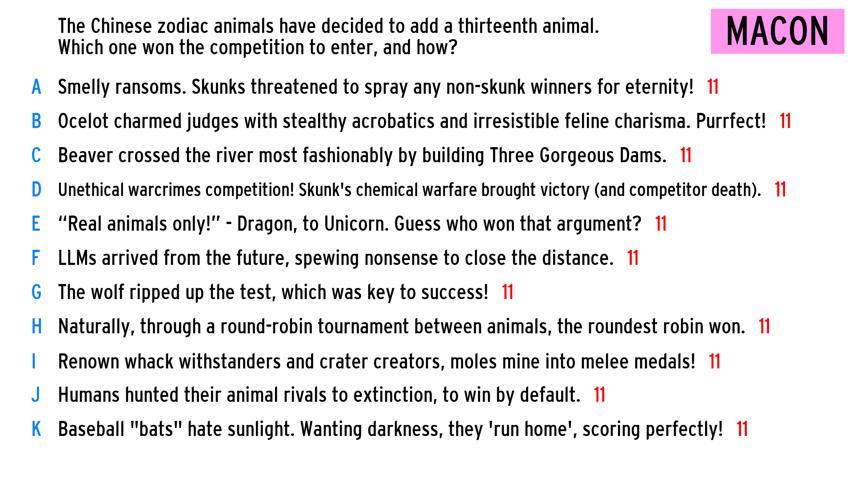 The Chinese zodiac animals have decided to add a thirteenth animal.
Which one won the competition to enter, and how?
MACON
A Smelly ransoms. Skunks threatened to spray any non-skunk winners for eternity! 11
B Ocelot charmed judges with stealthy acrobatics and irresistible feline charisma. Purrfect! 11
C Beaver crossed the river most fashionably by building Three Gorgeous Dams. 11
D Unethical warcrimes competition! Skunk's chemical warfare brought victory (and competitor death). 11
E “Real animals only!” - Dragon, to Unicorn. Guess who won that argument? 11
F LLMs arrived from the future, spewing nonsense to close the distance. 11
G The wolf ripped up the test, which was key to success! 11
H Naturally, through a round-robin tournament between animals, the roundest robin won. 11
I Renown whack withstanders and crater creators, moles mine into melee medals! 11
J Humans hunted their animal rivals to extinction, to win by default. 11
K Baseball "bats" hate sunlight. Wanting darkness, they 'run home', scoring perfectly! 11